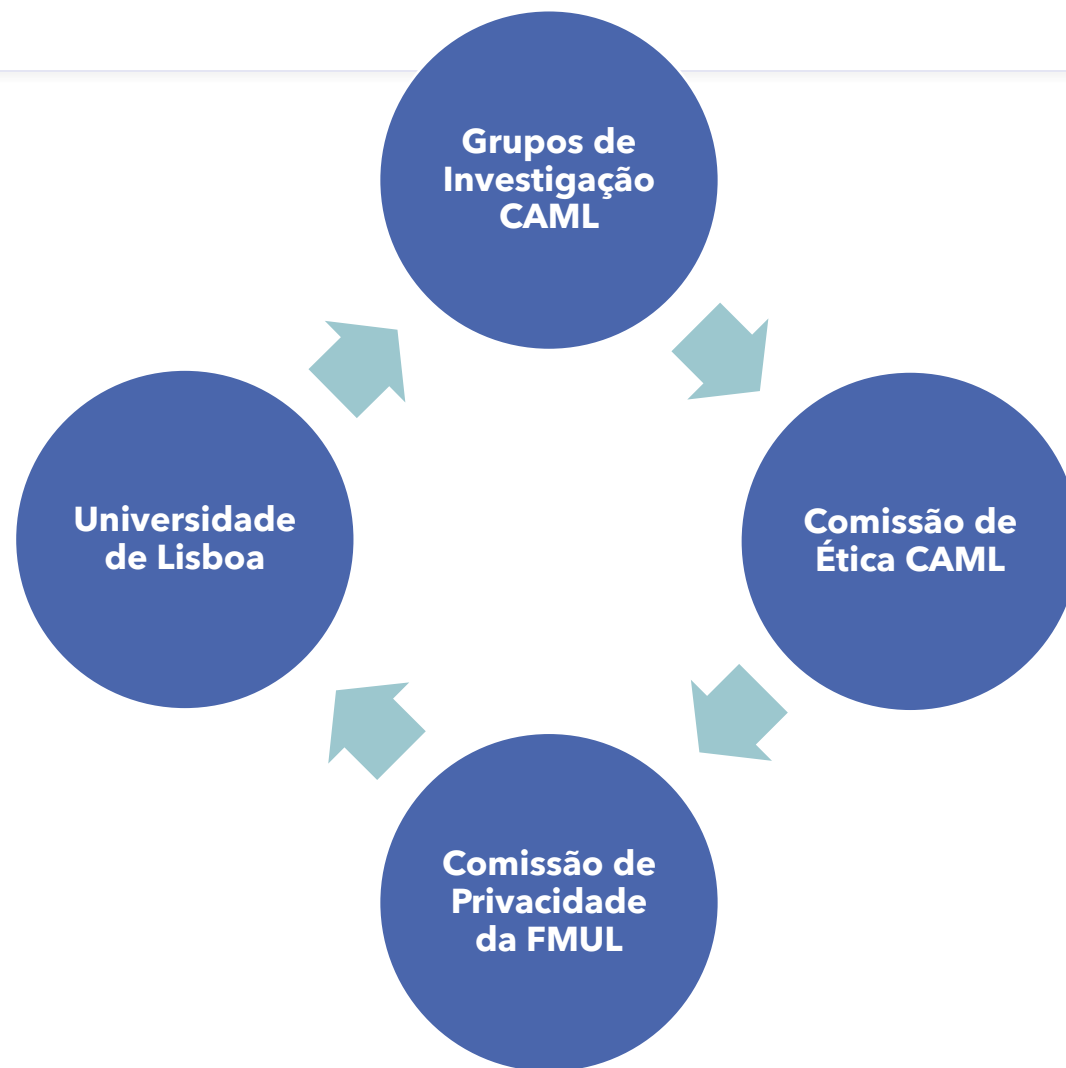 Grupos de
Investigação
CAML
Universidade
de Lisboa
Comissão de
Ética CAML
Comissão de
Privacidade
da FMUL